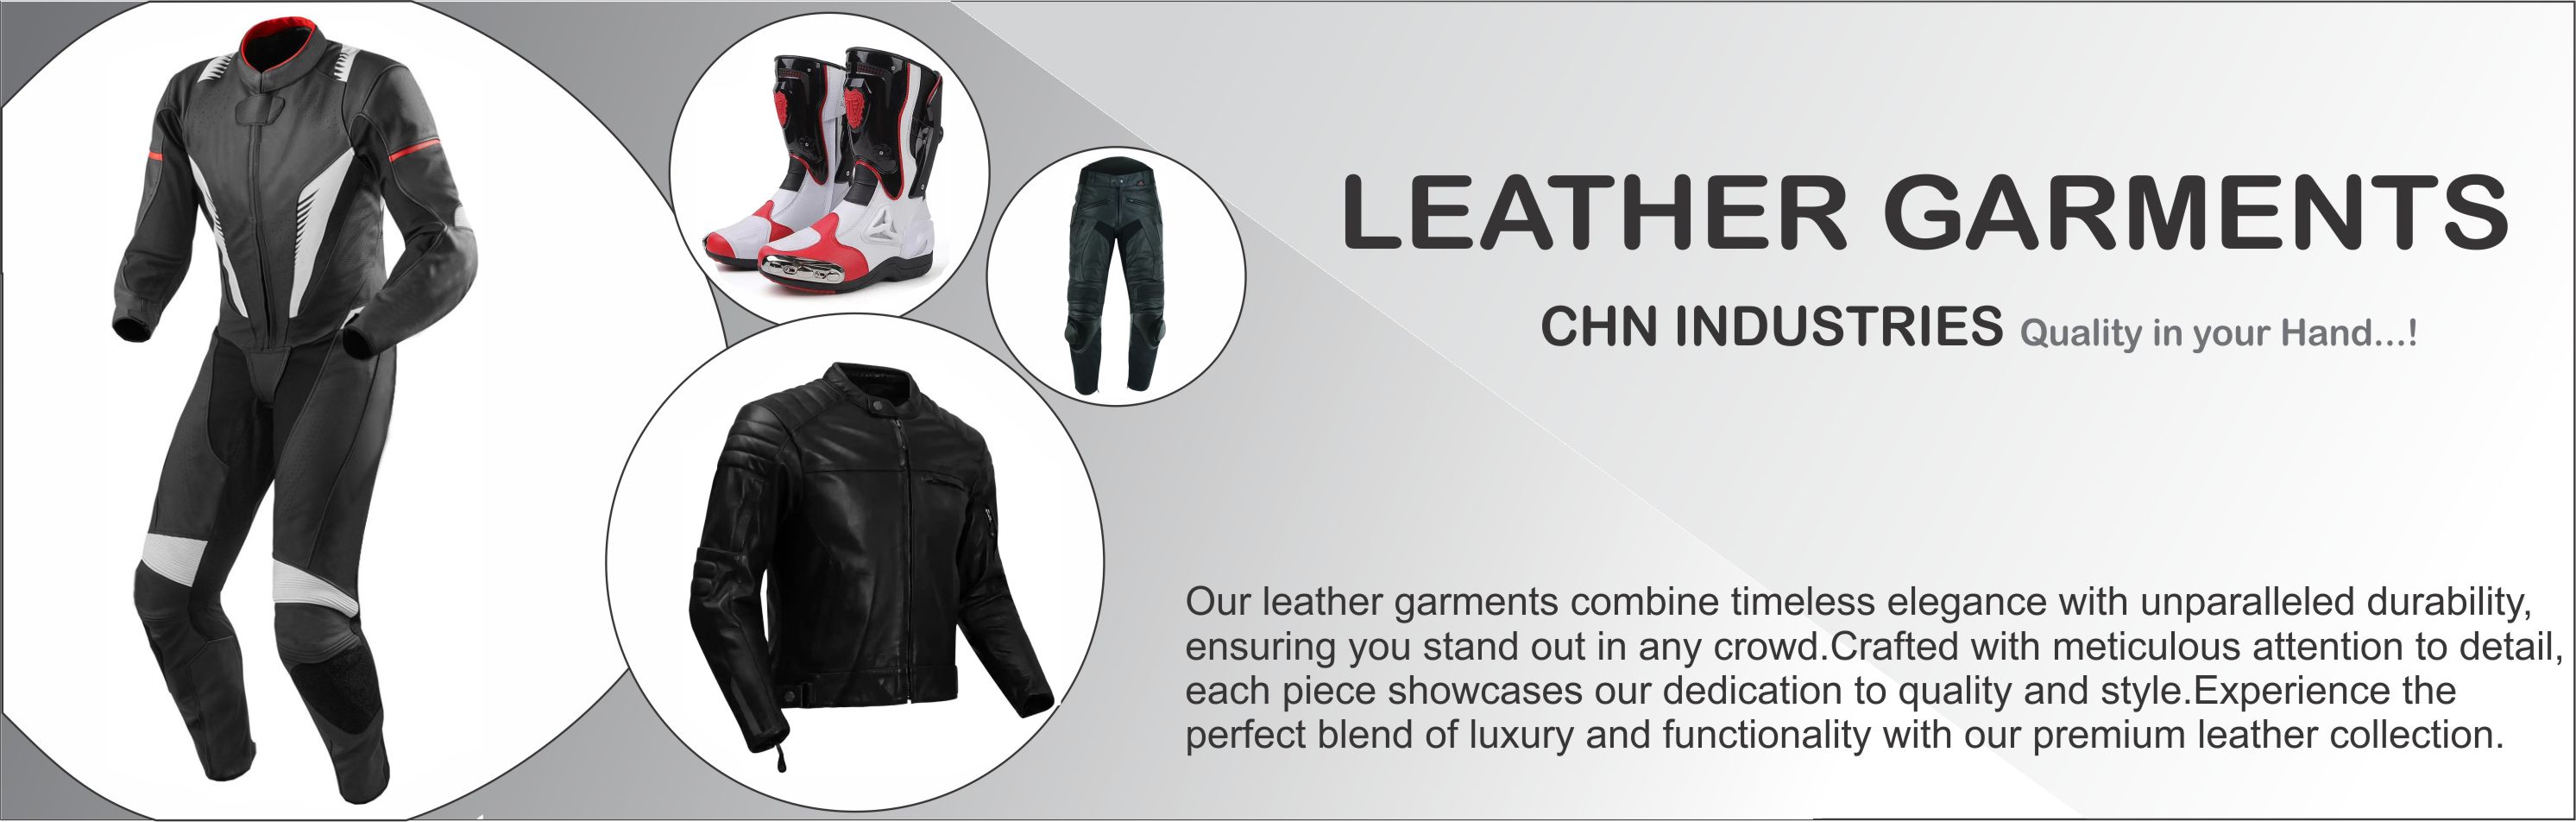 LEATHER GARMENTS
CHN INDUSTRIES Quality in your Hand...!
Our leather garments combine timeless elegance with unparalleled durability,
ensuring you stand out in any crowd.Crafted with meticulous attention to detail,
each piece showcases our dedication to quality and style.Experience the
perfect blend of luxury and functionality with our premium leather collection.